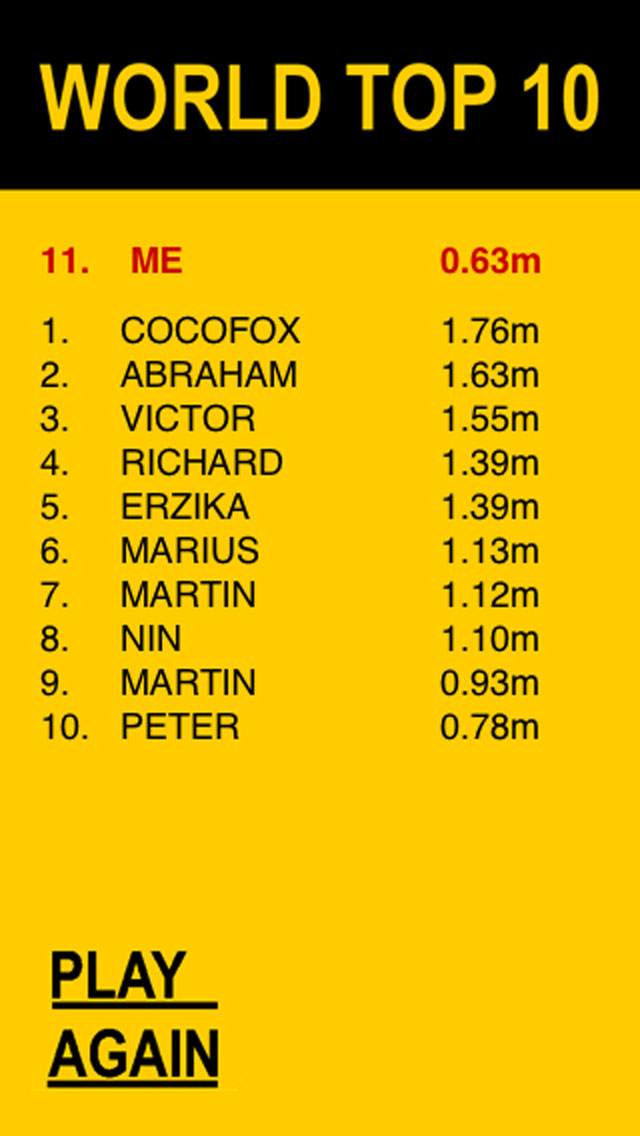 WORLD TOP 10
11. ME 0.63m
1. COCOFOX 1.76m
2. ABRAHAM 1.63m
3. VICTOR 1.55m
4. RICHARD 1.39m
5. ERZIKA 1.39m
6. MARIUS 1.13m
7. MARTIN 1.12m
8. NIN 1.10m
9. MARTIN 0.93m
10. PETER 0.78m
PLAY
AGAIN